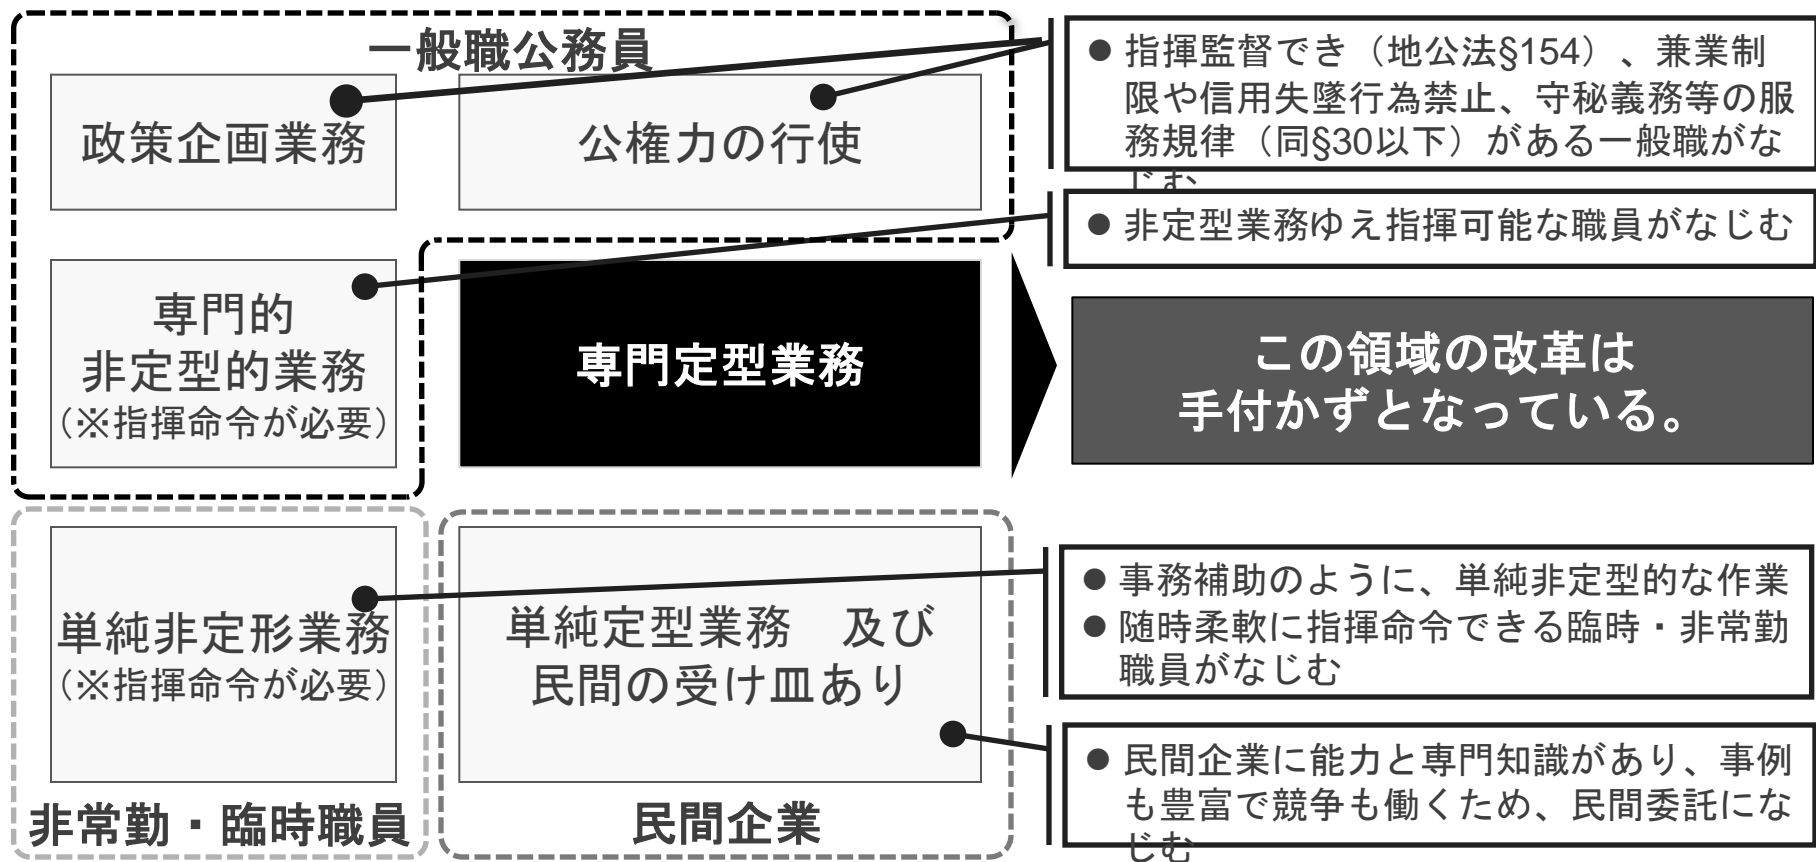 一般職公務員
政策企画業務
公権力の行使
● 指揮監督でき（地公法§154）、兼業制
限や信用失墜行為禁止、守秘義務等の服
務規律（同§30以下）がある一般職がな
じむ
● 非定型業務ゆえ指揮可能な職員がなじむ
専門的
非定型的業務
（※指揮命令が必要）
専門定型業務
この領域の改革は
手付かずとなっている。
単純非定形業務
（※指揮命令が必要）
単純定型業務　及び
民間の受け皿あり
● 事務補助のように、単純非定型的な作業
● 随時柔軟に指揮命令できる臨時・非常勤
職員がなじむ
● 民間企業に能力と専門知識があり、事例
も豊富で競争も働くため、民間委託にな
じむ
非常勤・臨時職員
民間企業